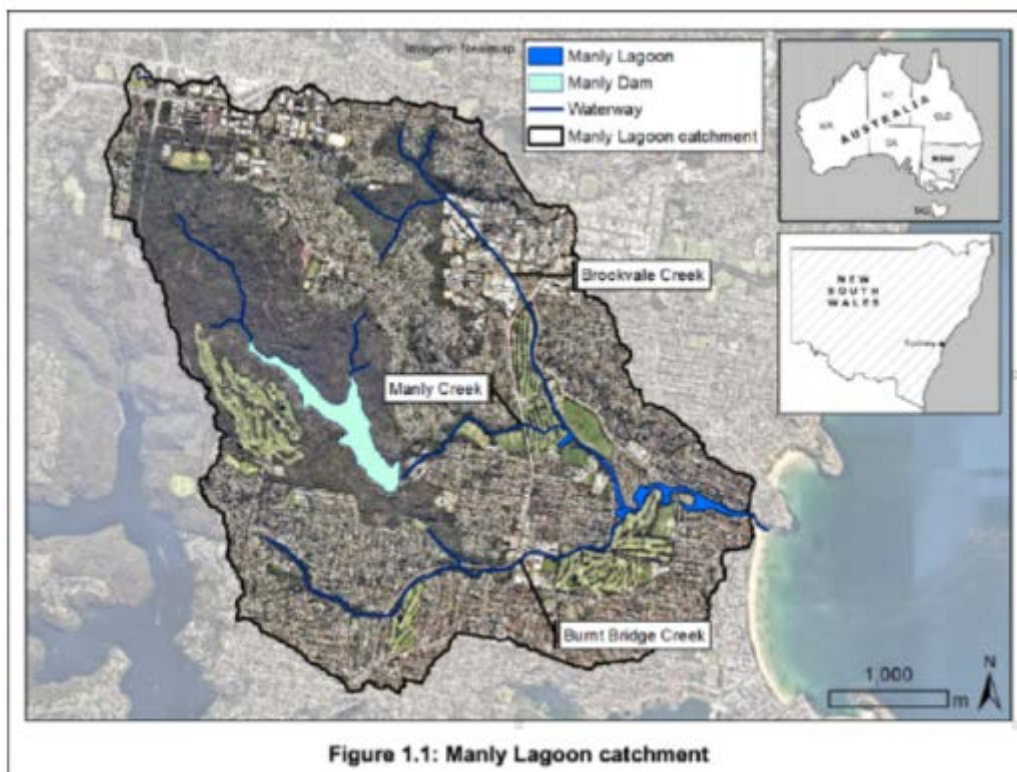 Manly Lagoon
Manly Dam
Waterway
Manly Lagoon catchment
AUSTRALIA
WA
NT
QLD
SA
NSW
TAS
NEW
SOUTH
WALES
Sydney
Brookvale Creek
Manly Creek
Burnt Bridge Creek
1,000
m
N
Figure 1.1: Manly Lagoon catchment